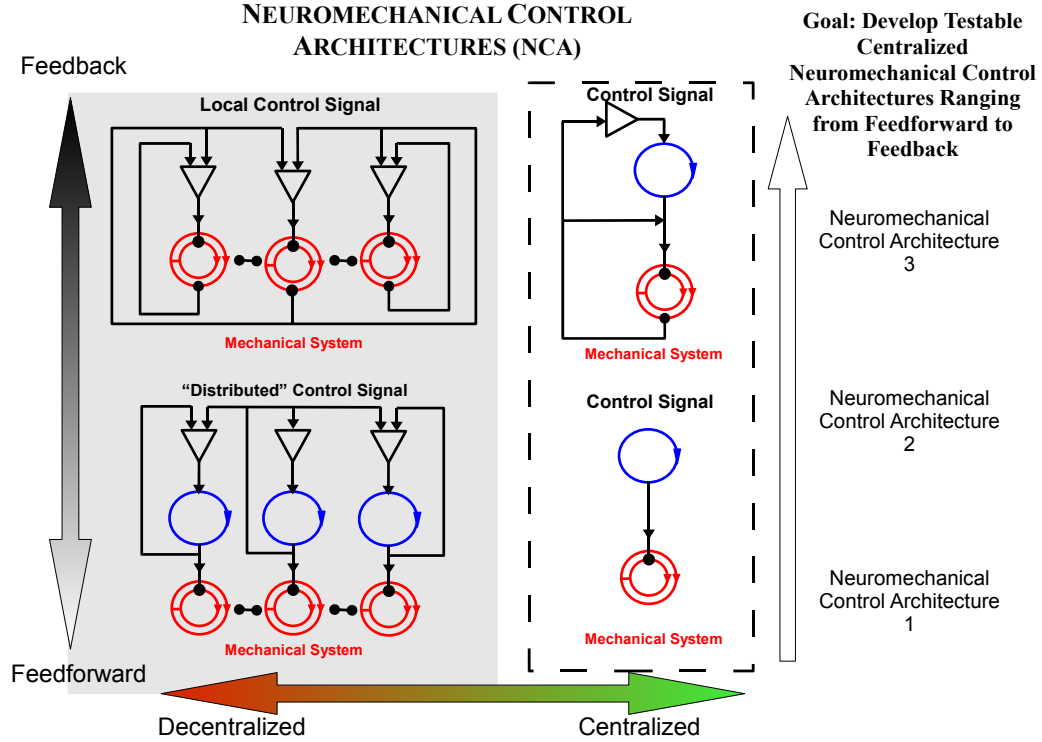 NEUROMECHANICAL CONTROL
ARCHITECTURES (NCA)
Goal: Develop Testable
Centralized
Neuromechanical Control
Architectures Ranging
from Feedforward to
Feedback
Feedback
Local Control Signal
Control Signal
Mechanical System
Mechanical System
Neuromechanical
Control Architecture
3
“Distributed” Control Signal
Control Signal
Neuromechanical
Control Architecture
2
Mechanical System
Mechanical System
Neuromechanical
Control Architecture
1
Feedforward
Decentralized
Centralized